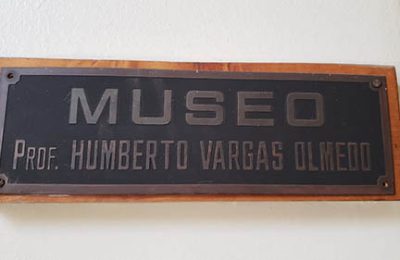 MUSEO
PROF. HUMBERTO VARGAS OLMEDO